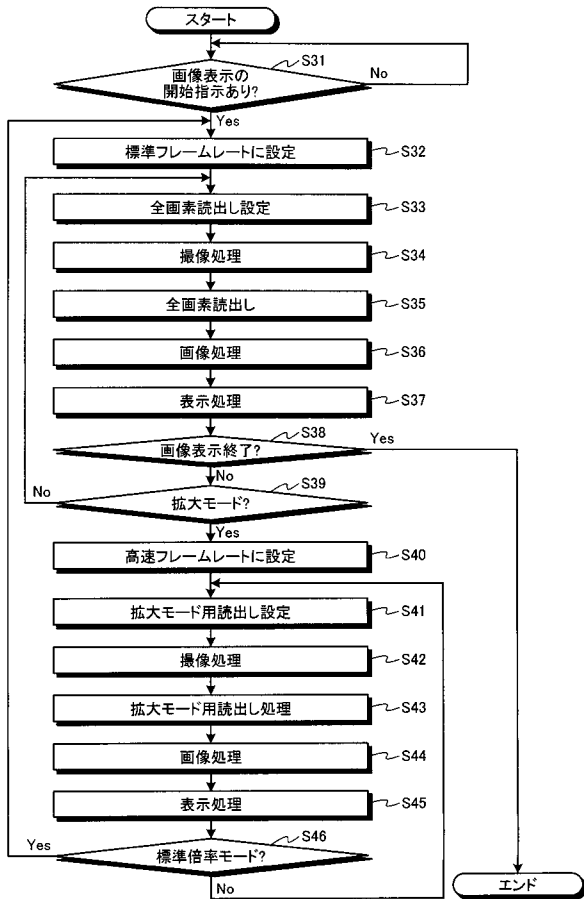 スタート
S31
画像表示の
開始指示あり?
No
Yes
標準フレームレートに設定
S32
全画素読出し設定
S33
撮像処理
S34
全画素読出し
S35
画像処理
S36
表示処理
S37
S38
画像表示終了?
Yes
No
S39
拡大モード?
No
Yes
高速フレームレートに設定
S40
拡大モード用読出し設定
S41
撮像処理
S42
拡大モード用読出し処理
S43
画像処理
S44
表示処理
S45
S46
標準倍率モード?
Yes
No
エンド